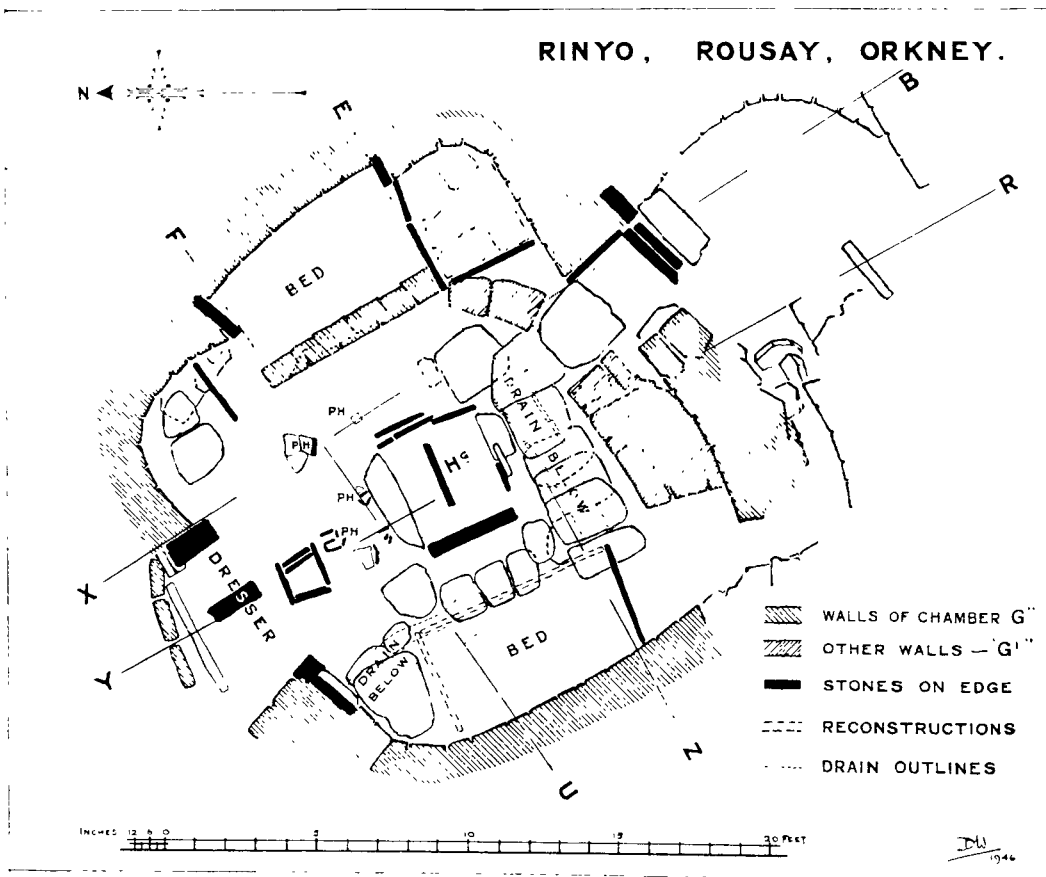 RINYO, ROUSAY, ORKNEY.
N
E
B
R
F
BED
PH
PH
DRAIN
Hᵃ
BELOW
PH
PH
DRESSER
X
Y
DRAIN
BELOW
BED
Z
U
WALLS OF CHAMBER G"
OTHER WALLS — 'G'"
STONES ON EDGE
RECONSTRUCTIONS
DRAIN OUTLINES
INCHES 12 6 0 5 10 15 20 FEET
DW
1946